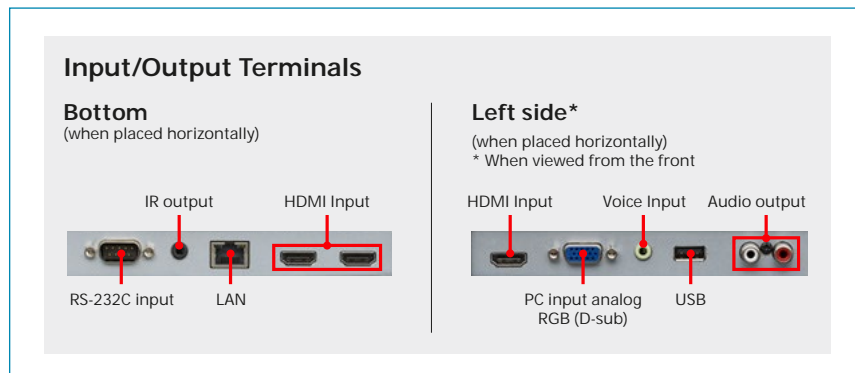 Input/Output Terminals
Bottom
(when placed horizontally)
IR output
HDMI Input
RS-232C input
LAN
Left side*
(when placed horizontally)
* When viewed from the front
HDMI Input
Voice Input
Audio output
PC input analog
RGB (D-sub)
USB